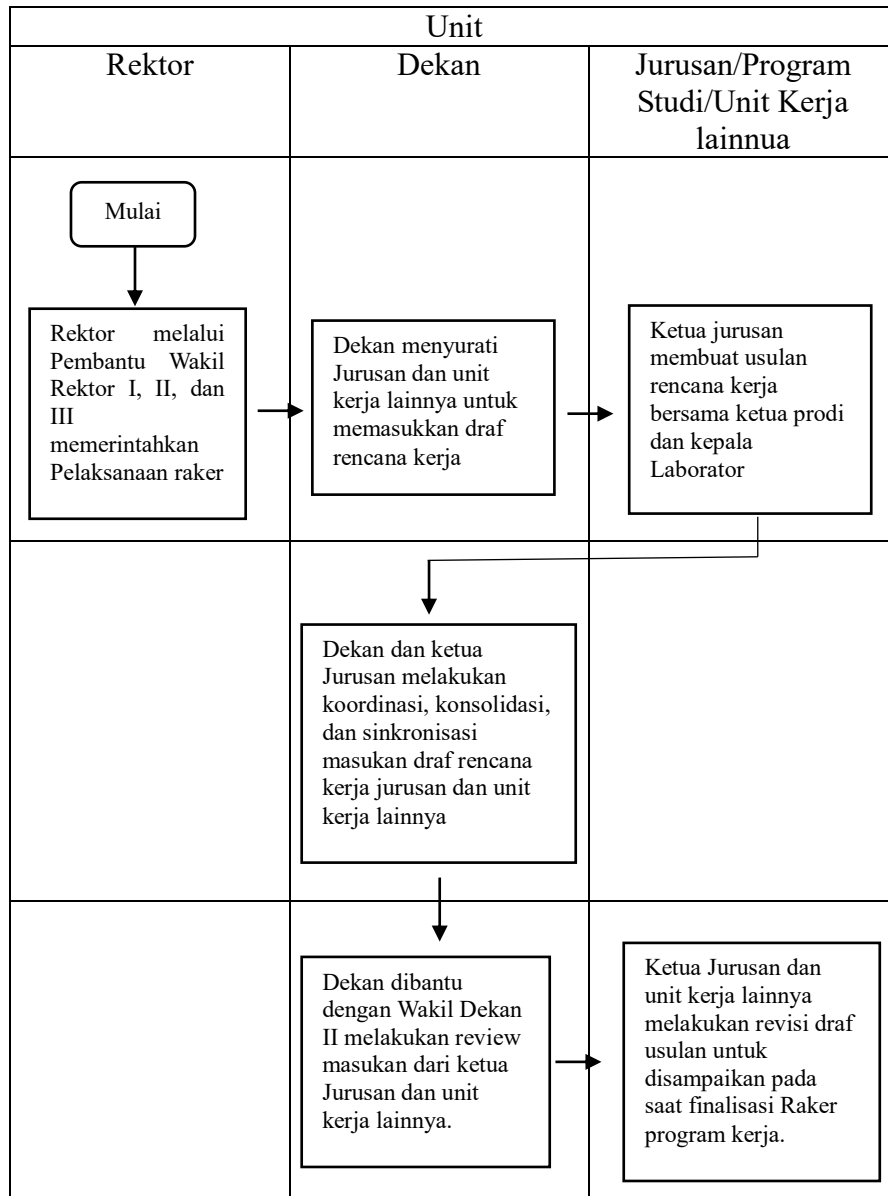 Unit
Rektor
Dekan
Jurusan/Program
Studi/Unit Kerja
lainnua
Mulai
Rektor melalui
Pembantu Wakil
Rektor I, II, dan
III
memerintahkan
Pelaksanaan raker
Dekan menyurati
Jurusan dan unit
kerja lainnya untuk
memasukkan draf
rencana kerja
Ketua jurusan
membuat usulan
rencana kerja
bersama ketua prodi
dan kepala
Laborator
Dekan dan ketua
Jurusan melakukan
koordinasi, konsolidasi,
dan sinkronisasi
masukan draf rencana
kerja jurusan dan unit
kerja lainnya
Dekan dibantu
dengan Wakil Dekan
II melakukan review
masukan dari ketua
Jurusan dan unit
kerja lainnya.
Ketua Jurusan dan
unit kerja lainnya
melakukan revisi draf
usulan untuk
disampaikan pada
saat finalisasi Raker
program kerja.